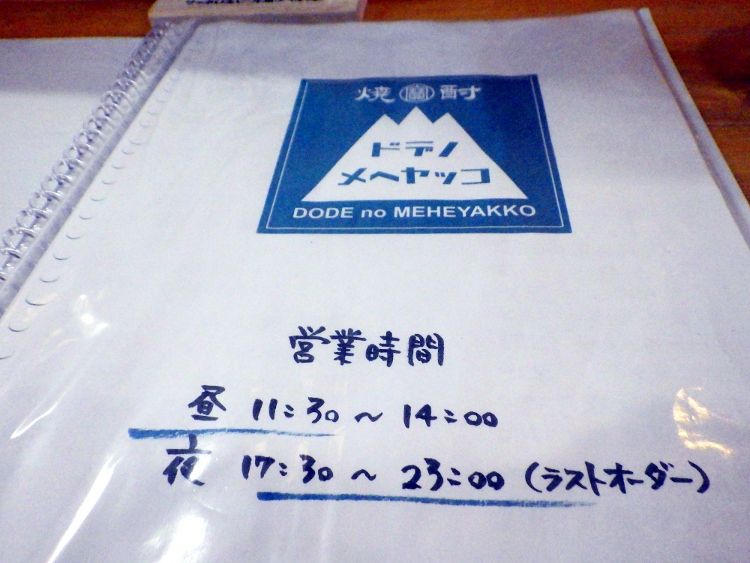 焼 酎
ドデノ
メヘヤッコ
DODE no MEHEYAKKO
営業時間
昼 11:30 ~ 14:00
夜 17:30 ~ 23:00 (ラストオーダー)